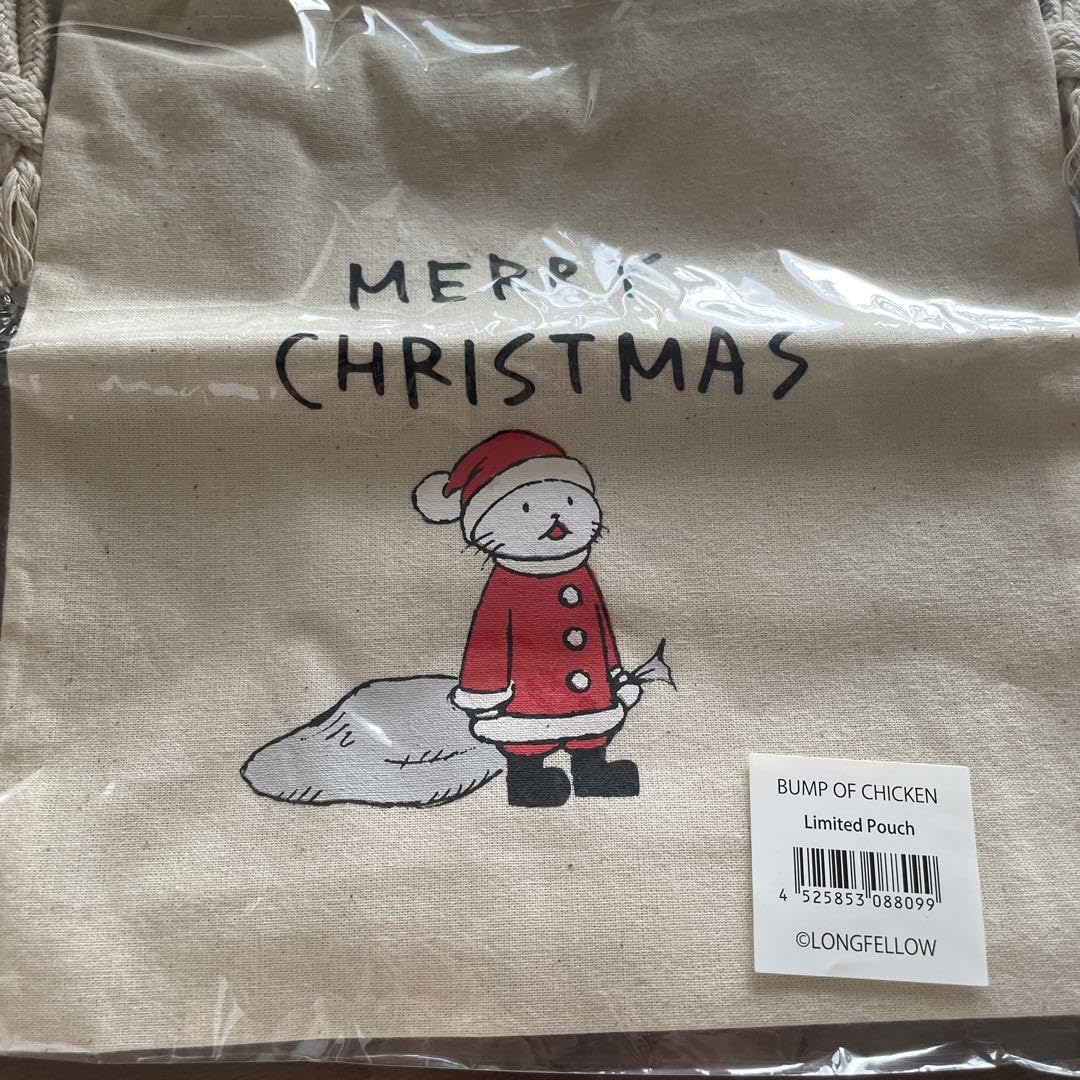 MERRY
CHRISTMAS
BUMP OF CHICKEN
Limited Pouch
4 525853 088099
©LONGFELLOW